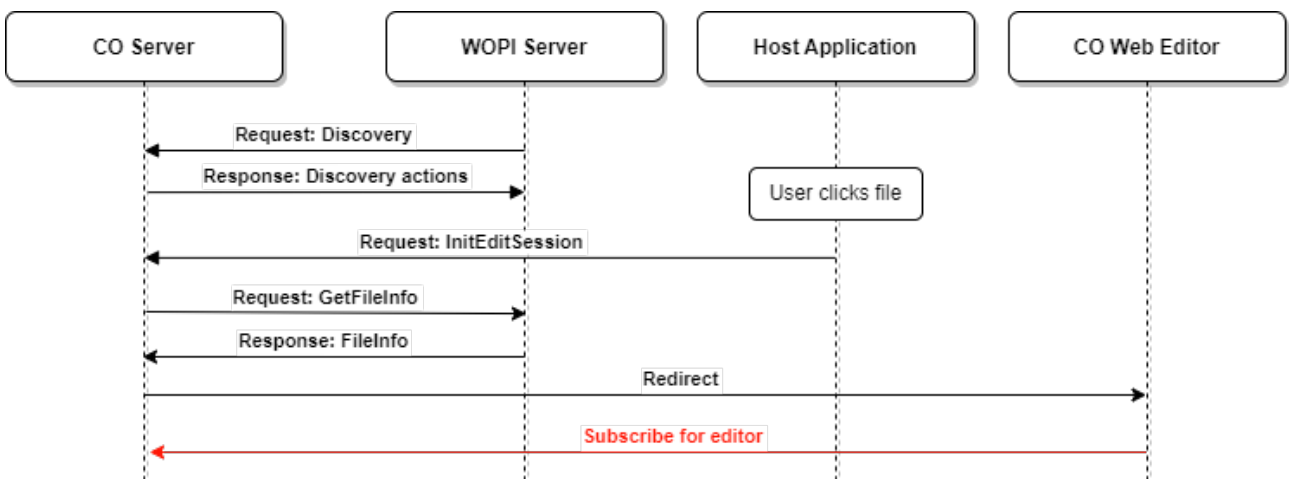 CO Server
WOPI Server
Host Application
CO Web Editor
Request: Discovery
Response: Discovery actions
User clicks file
Request: InitEditSession
Request: GetFileInfo
Response: FileInfo
Redirect
Subscribe for editor